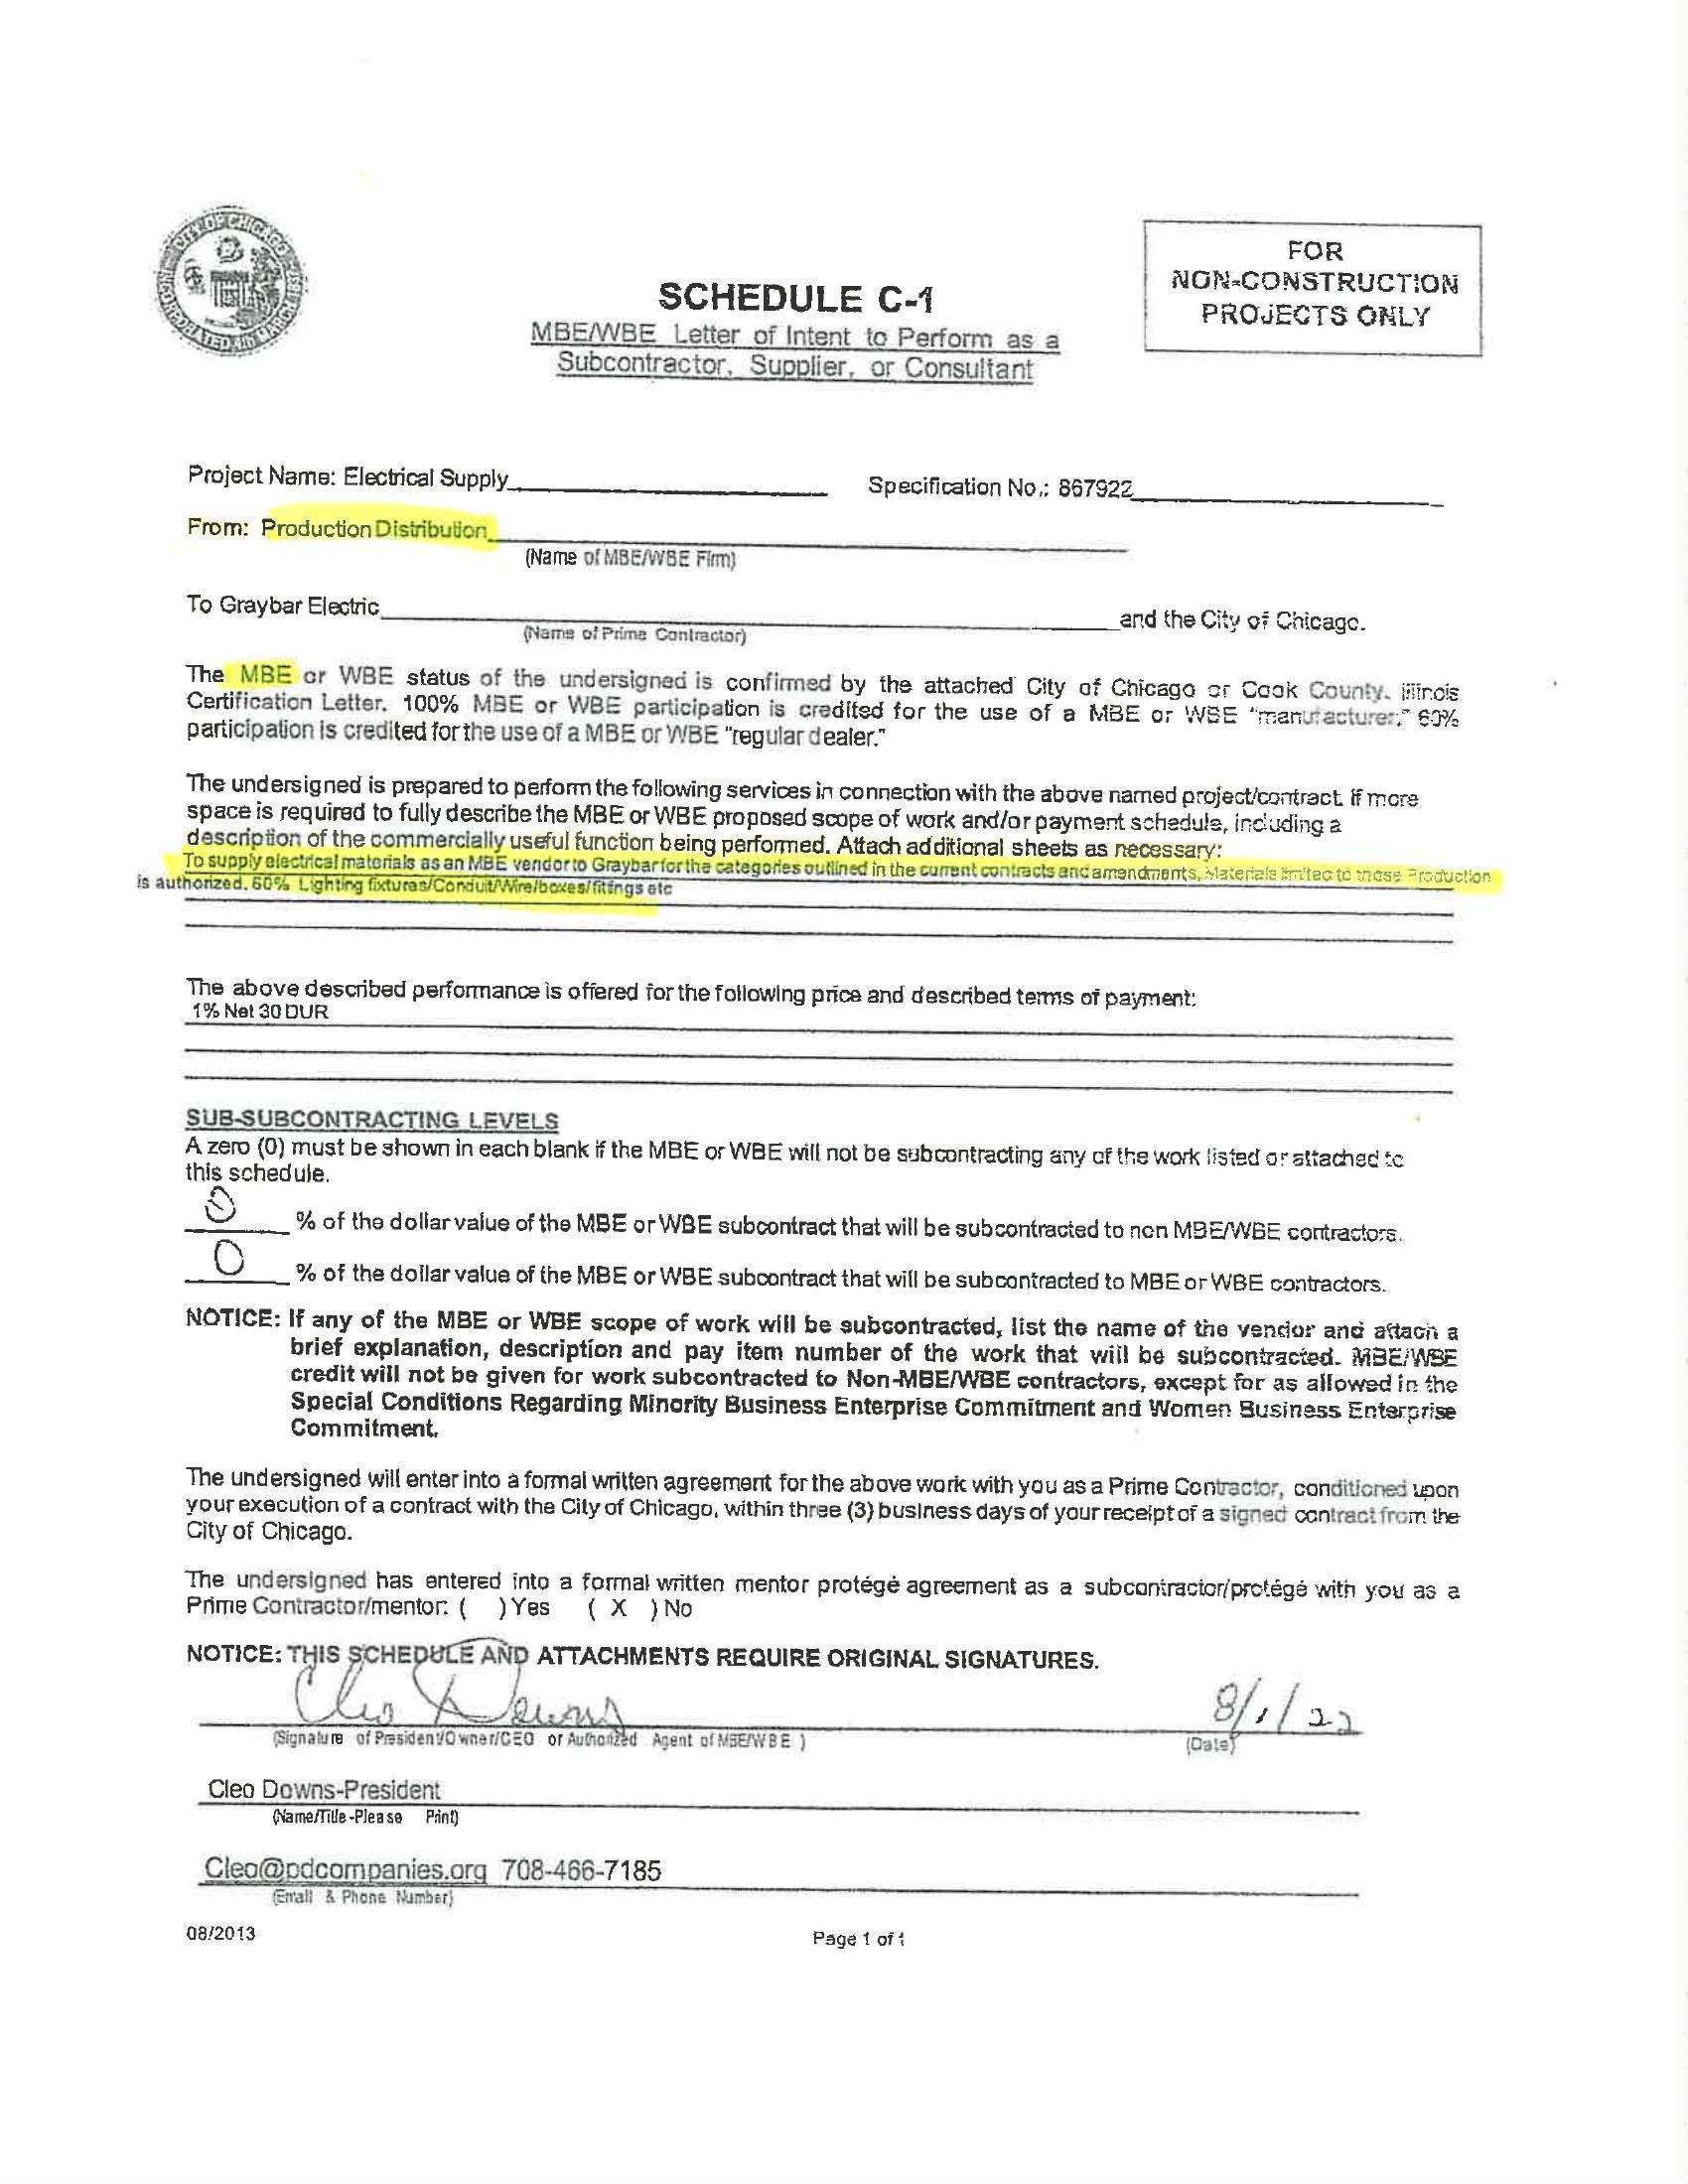 CITY OF CHICAGO
FOR
NON-CONSTRUCTION
PROJECTS ONLY
SCHEDULE C-1
MBE/WBE Letter of Intent to Perform as a
Subcontractor, Supplier, or Consultant
Project Name: Electrical Supply
Specification No.: 867922
From: Production Distribution
(Name of MBE/WBE Firm)
To Graybar Electric and the City of Chicago.
(Name of Prime Contractor)
The MBE or WBE status of the undersigned is confirmed by the attached City of Chicago or Cook County, Illinois
Certification Letter. 100% MBE or WBE participation is credited for the use of a MBE or WBE "manufacturer." 60%
participation is credited for the use of a MBE or WBE "regular dealer."
The undersigned is prepared to perform the following services in connection with the above named project/contract. If more
space is required to fully describe the MBE or WBE proposed scope of work and/or payment schedule, including a
description of the commercially useful function being performed. Attach additional sheets as necessary:
To supply electrical materials as an MBE vendor to Graybar for the categories outlined in the current contracts and amendments, Materials limited to those Production
is authorized. 60% Lighting fixtures/Conduit/Wire/boxes/fittings etc
The above described performance is offered for the following price and described terms of payment:
1% Net 30 DUR
SUB-SUBCONTRACTING LEVELS
A zero (0) must be shown in each blank if the MBE or WBE will not be subcontracting any of the work listed or attached to
this schedule.
0 % of the dollar value of the MBE or WBE subcontract that will be subcontracted to non MBE/WBE contractors.
0 % of the dollar value of the MBE or WBE subcontract that will be subcontracted to MBE or WBE contractors.
NOTICE: If any of the MBE or WBE scope of work will be subcontracted, list the name of the vendor and attach a
brief explanation, description and pay item number of the work that will be subcontracted. MBE/WBE
credit will not be given for work subcontracted to Non-MBE/WBE contractors, except for as allowed in the
Special Conditions Regarding Minority Business Enterprise Commitment and Women Business Enterprise
Commitment.
The undersigned will enter into a formal written agreement for the above work with you as a Prime Contractor, conditioned upon
your execution of a contract with the City of Chicago, within three (3) business days of your receipt of a signed contract from the
City of Chicago.
The undersigned has entered into a formal written mentor protégé agreement as a subcontractor/protégé with you as a
Prime Contractor/mentor: ( ) Yes ( X ) No
NOTICE: THIS SCHEDULE AND ATTACHMENTS REQUIRE ORIGINAL SIGNATURES.
Cleo Downs
8/1/22
(Signature of President/Owner/CEO or Authorized Agent of MBE/WBE )
(Date)
Cleo Downs-President
(Name/Title-Please Print)
Cleo@pdcompanies.org 708-466-7185
(Email & Phone Number)
08/2013
Page 1 of 1